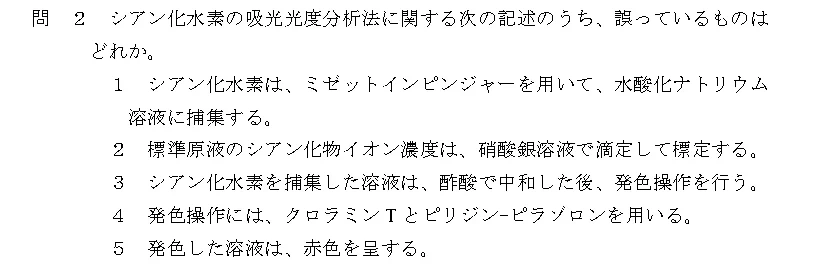 問　２　シアン化水素の吸光光度分析法に関する次の記述のうち、誤っているものは
どれか。
１　シアン化水素は、ミゼットインピンジャーを用いて、水酸化ナトリウム
溶液に捕集する。
２　標準原液のシアン化物イオン濃度は、硝酸銀溶液で滴定して標定する。
３　シアン化水素を捕集した溶液は、酢酸で中和した後、発色操作を行う。
４　発色操作には、クロラミンTとピリジン-ピラゾロンを用いる。
５　発色した溶液は、赤色を呈する。